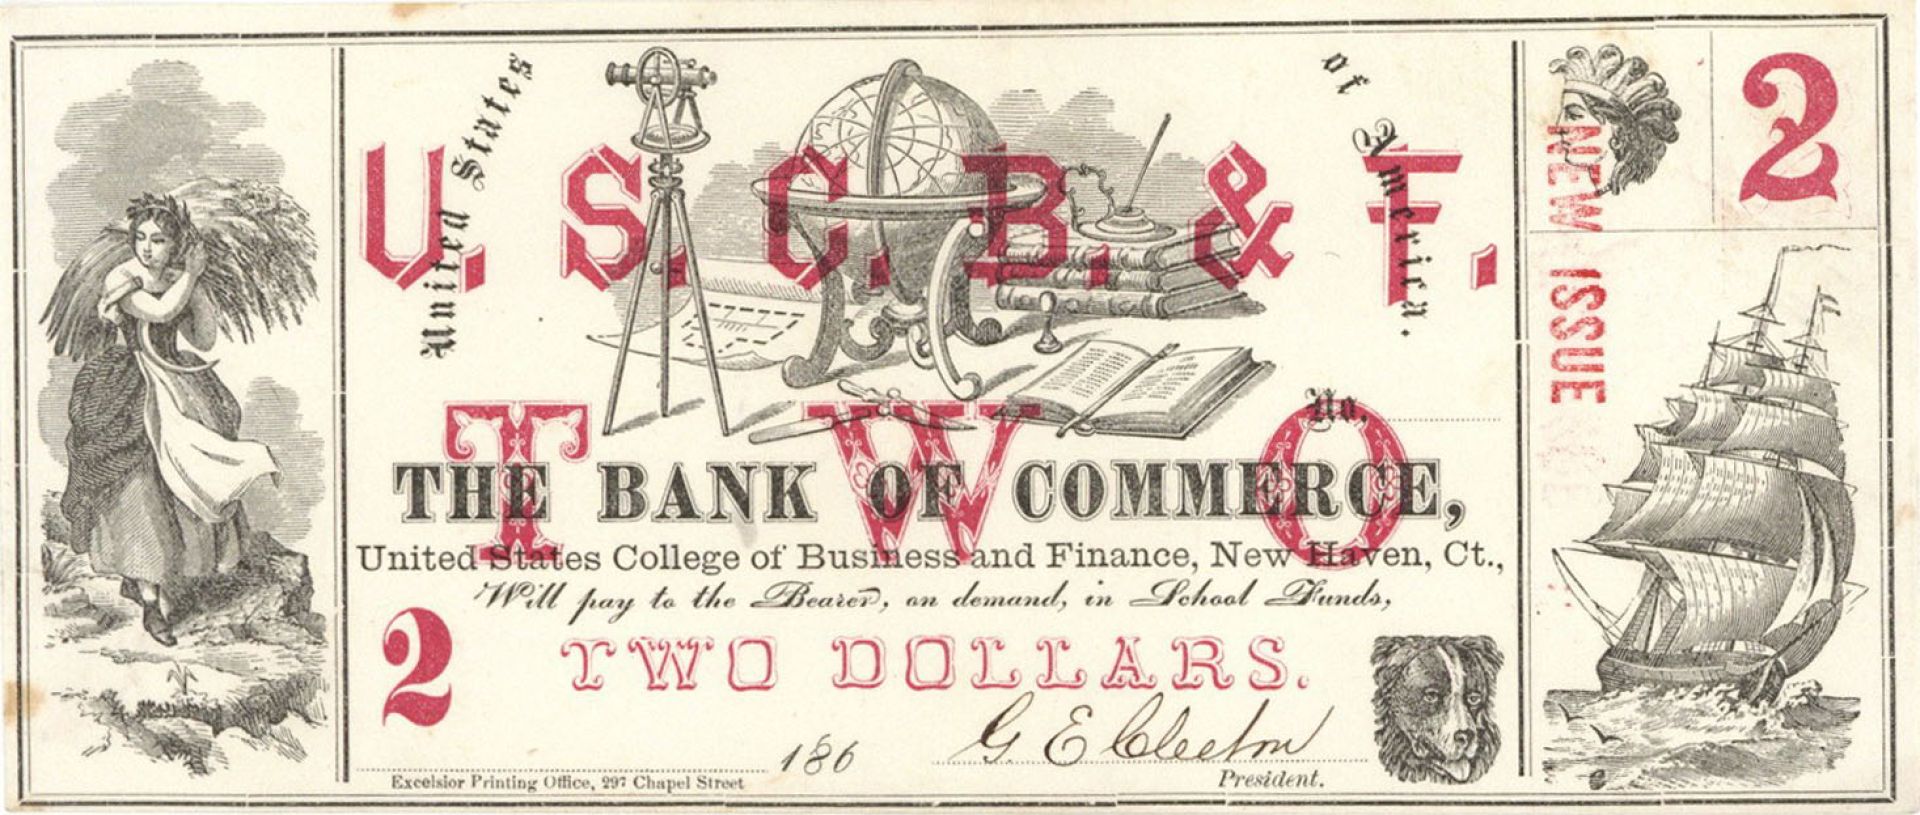 United States of America.
U. S. C. B. & F.
2
NEW ISSUE
No.
TWO
THE BANK OF COMMERCE,
United States College of Business and Finance, New Haven, Ct.,
Will pay to the Bearer, on demand, in School Funds,
2
TWO DOLLARS.
186
G E Cleeton
Excelsior Printing Office, 297 Chapel Street
President.